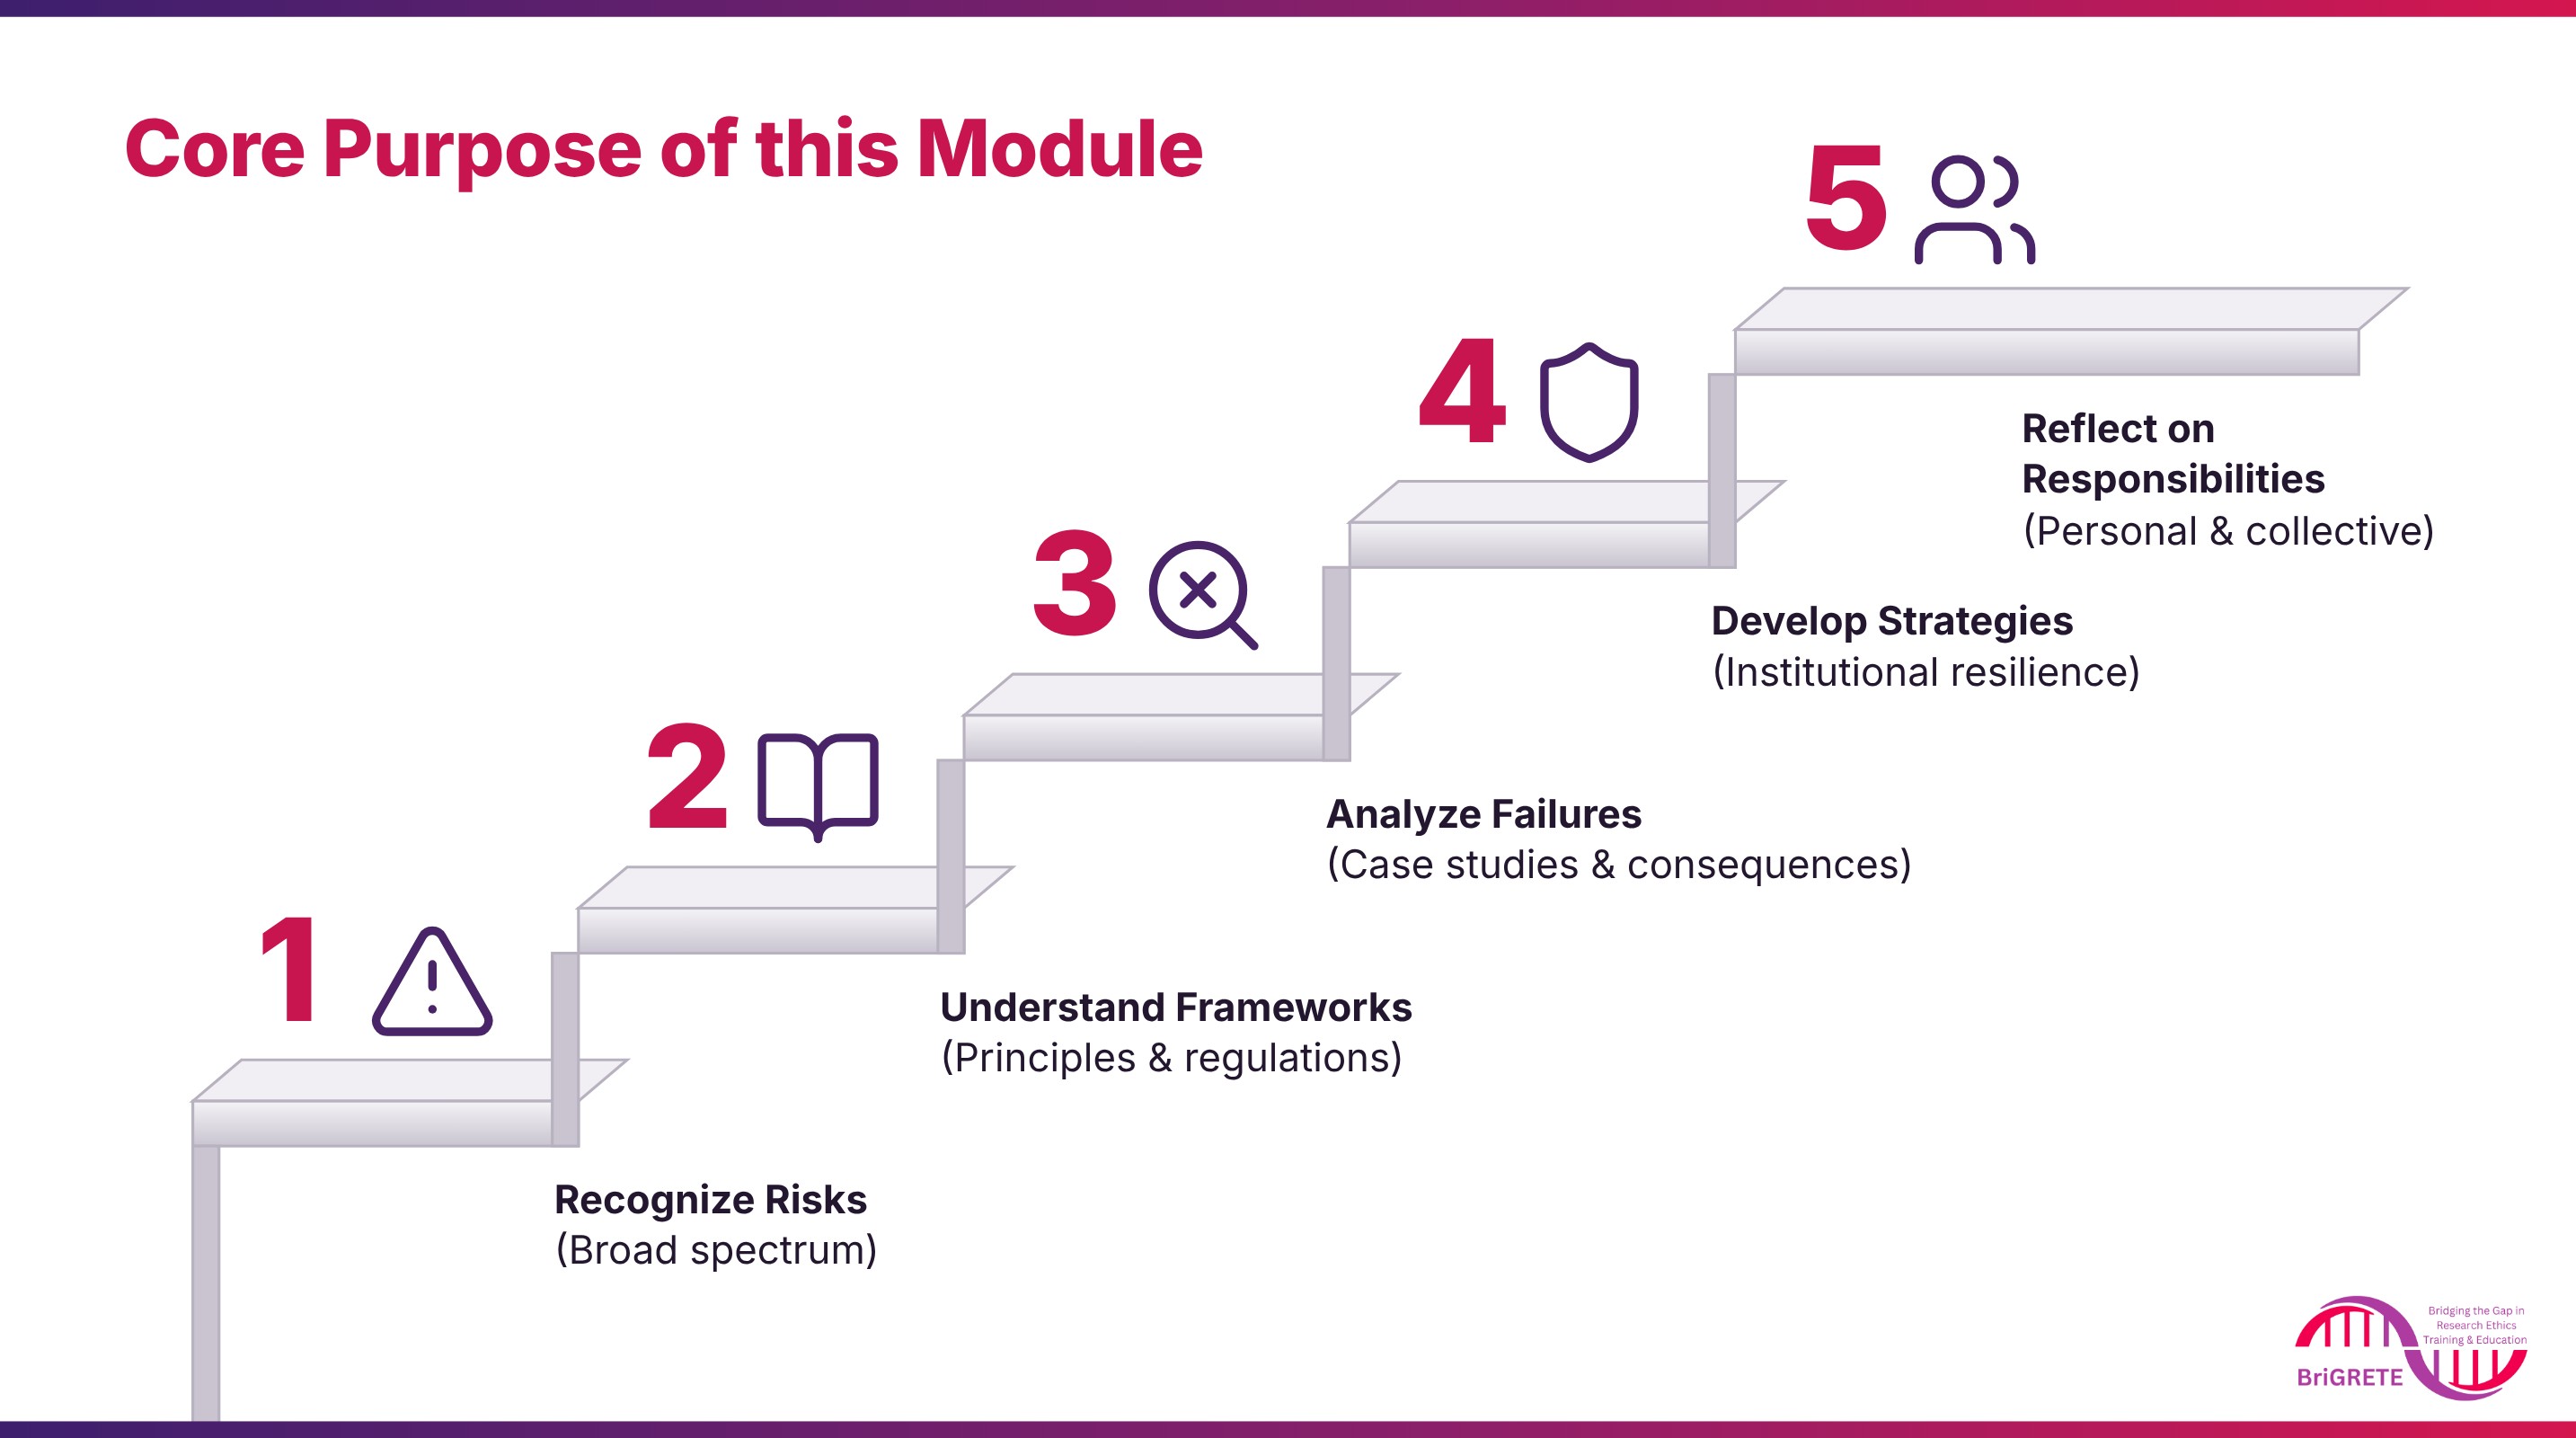 Core Purpose of this Module
1
Recognize Risks
(Broad spectrum)
2
Understand Frameworks
(Principles & regulations)
3
Analyze Failures
(Case studies & consequences)
4
Develop Strategies
(Institutional resilience)
5
Reflect on
Responsibilities
(Personal & collective)
Bridging the Gap in
Research Ethics
Training & Education
BriGRETE